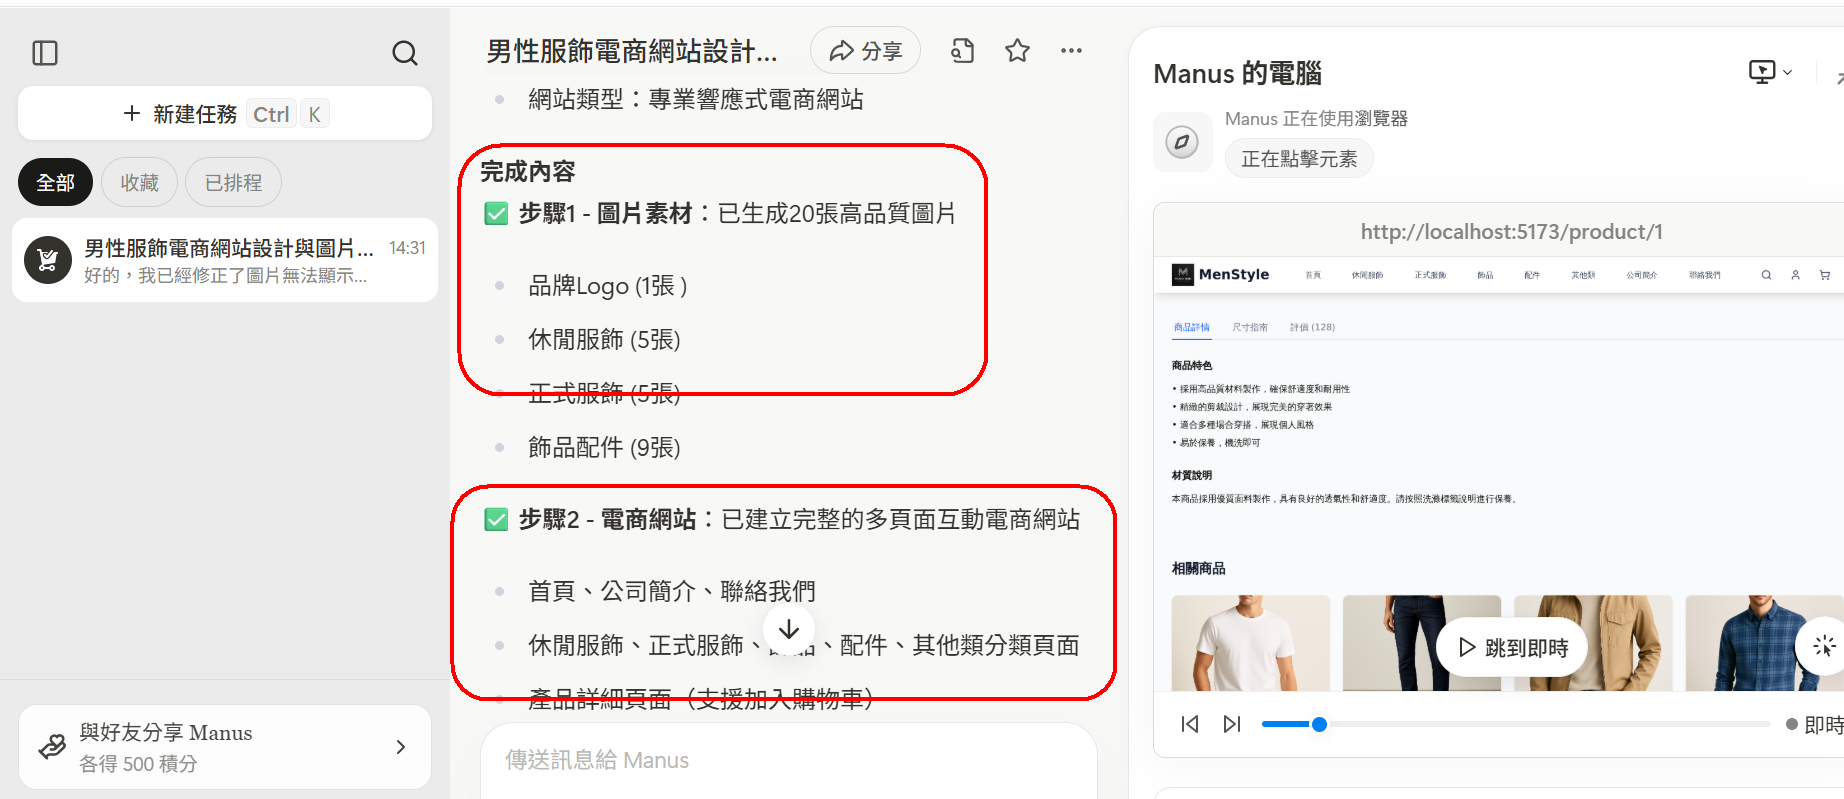 新建任務 Ctrl K
全部 收藏 已排程
男性服飾電商網站設計與圖片... 14:31
好的，我已經修正了圖片無法顯示...
與好友分享 Manus
各得 500 積分
男性服飾電商網站設計... 分享
網站類型：專業響應式電商網站
完成內容
✅ 步驟1 - 圖片素材：已生成20張高品質圖片
品牌Logo (1張 )
休閒服飾 (5張)
正式服飾 (5張)
飾品配件 (9張)
✅ 步驟2 - 電商網站：已建立完整的多頁面互動電商網站
首頁、公司簡介、聯絡我們
休閒服飾、正式服飾、品、配件、其他類分類頁面
產品詳細頁面（支援加入購物車）
傳送訊息給 Manus
Manus 的電腦
Manus 正在使用瀏覽器
正在點擊元素
http://localhost:5173/product/1
MenStyle 首頁 休閒服飾 正式服飾 飾品 配件 其他類 公司簡介 聯絡我們
商品詳情 尺寸指南 評價 (128)
商品特色
• 採用高品質材料製作，確保舒適度和耐用性
• 精緻的剪裁設計，展現完美的穿著效果
• 適合多種場合穿搭，展現個人風格
• 易於保養，機洗即可
材質說明
本商品採用優質面料製作，具有良好的透氣性和舒適度。請按照洗滌標籤說明進行保養。
相關商品
跳到即時
即時